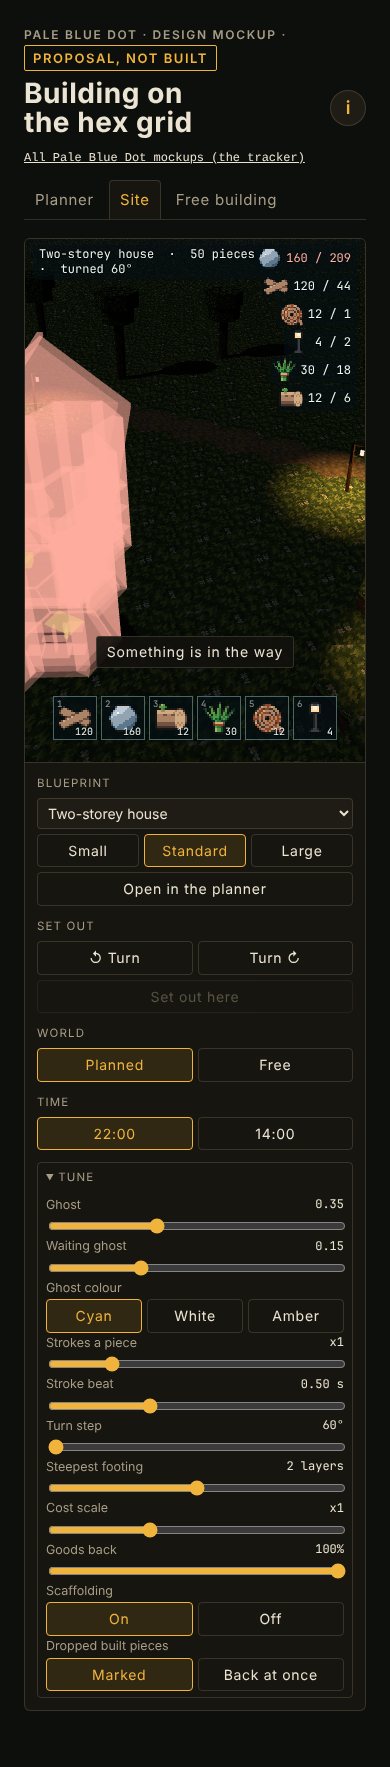 PALE BLUE DOT · DESIGN MOCKUP ·
PROPOSAL, NOT BUILT
Building on
the hex grid
i
All Pale Blue Dot mockups (the tracker)
Planner
Site
Free building
Two-storey house · 50 pieces
· turned 60°
160 / 209
120 / 44
12 / 1
4 / 2
30 / 18
12 / 6
Something is in the way
1 120
2 160
3 12
4 30
5 12
6 4
BLUEPRINT
Two-storey house
Small
Standard
Large
Open in the planner
SET OUT
↺ Turn
Turn ↻
Set out here
WORLD
Planned
Free
TIME
22:00
14:00
▼ TUNE
Ghost 0.35
Waiting ghost 0.15
Ghost colour
Cyan
White
Amber
Strokes a piece x1
Stroke beat 0.50 s
Turn step 60°
Steepest footing 2 layers
Cost scale x1
Goods back 100%
Scaffolding
On
Off
Dropped built pieces
Marked
Back at once